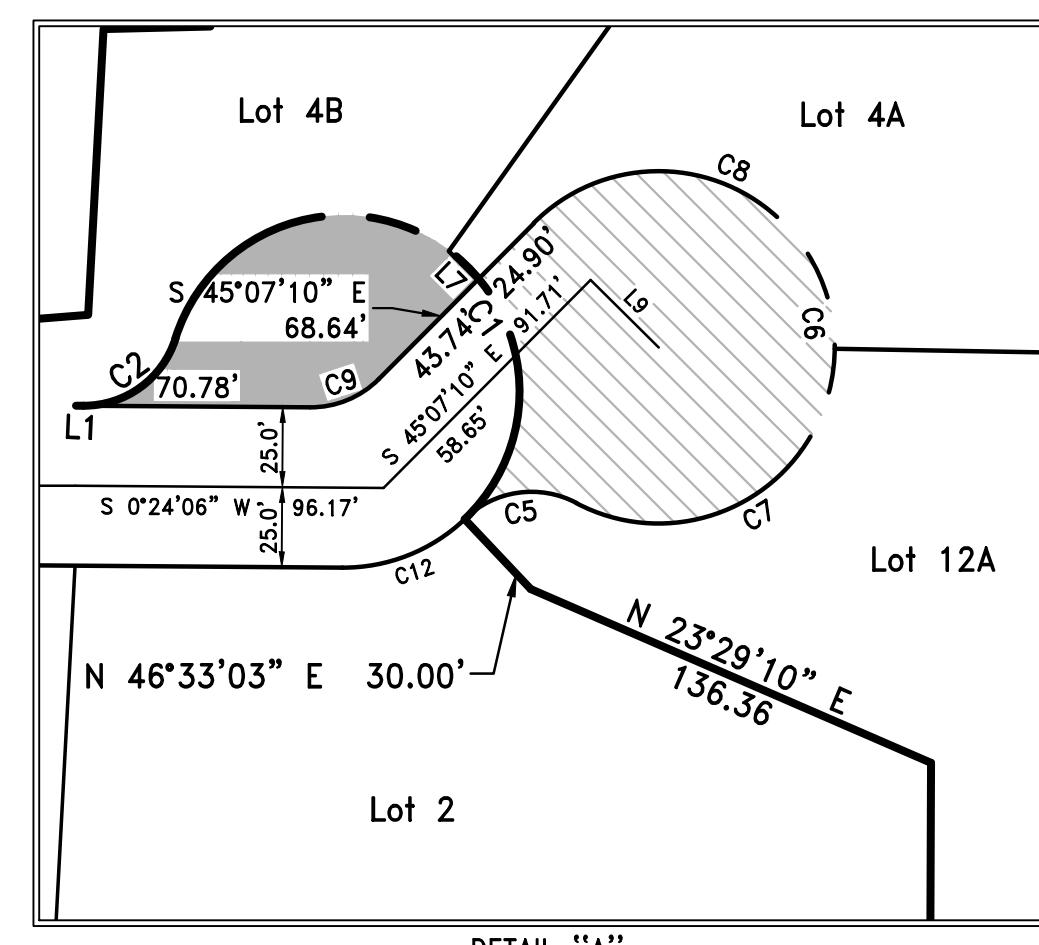 Lot 4B
Lot 4A
C8
S 45°07'10" E
68.64'
L7
24.90'
C1
43.74'
91.71'
L9
C6
C2
70.78'
C9
L1
S 45°07'10" E
58.65'
25.0'
S 0°24'06" W 96.17'
25.0'
C5
C7
C12
Lot 12A
N 46°33'03" E 30.00'
N 23°29'10" E
136.36
Lot 2
DETAIL "A"